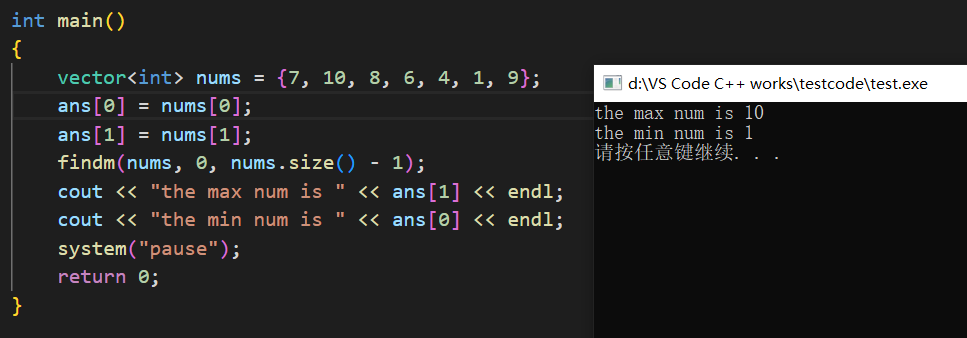 int main()
{
    vector<int> nums = {7, 10, 8, 6, 4, 1, 9};
    ans[0] = nums[0];
    ans[1] = nums[1];
    findm(nums, 0, nums.size() - 1);
    cout << "the max num is " << ans[1] << endl;
    cout << "the min num is " << ans[0] << endl;
    system("pause");
    return 0;
}
d:\VS Code C++ works\testcode\test.exe
the max num is 10
the min num is 1
请按任意键继续. . .